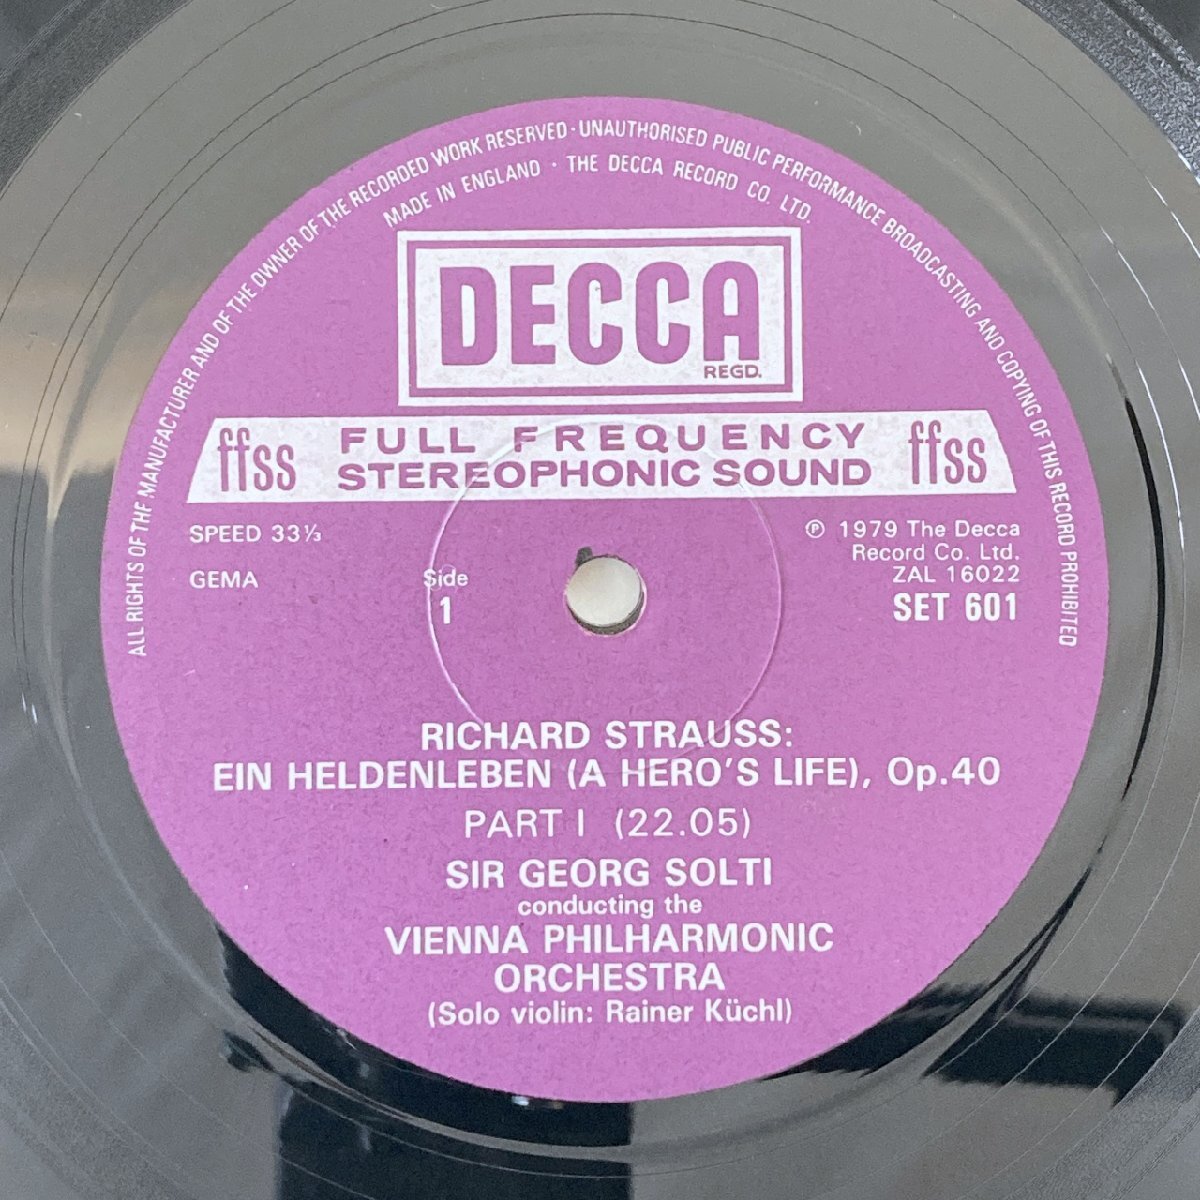 ALL RIGHTS OF THE MANUFACTURER AND OF THE OWNER OF THE RECORDED WORK RESERVED · UNAUTHORISED PUBLIC PERFORMANCE BROADCASTING AND COPYING OF THIS RECORD PROHIBITED
MADE IN ENGLAND · THE DECCA RECORD CO. LTD.
DECCA
REGD.
ffss FULL FREQUENCY STEREOPHONIC SOUND ffss
SPEED 33⅓
℗ 1979 The Decca
Record Co. Ltd.
GEMA
Side
1
ZAL 16022
SET 601
RICHARD STRAUSS:
EIN HELDENLEBEN (A HERO'S LIFE), Op.40
PART I (22.05)
SIR GEORG SOLTI
conducting the
VIENNA PHILHARMONIC
ORCHESTRA
(Solo violin: Rainer Küchl)